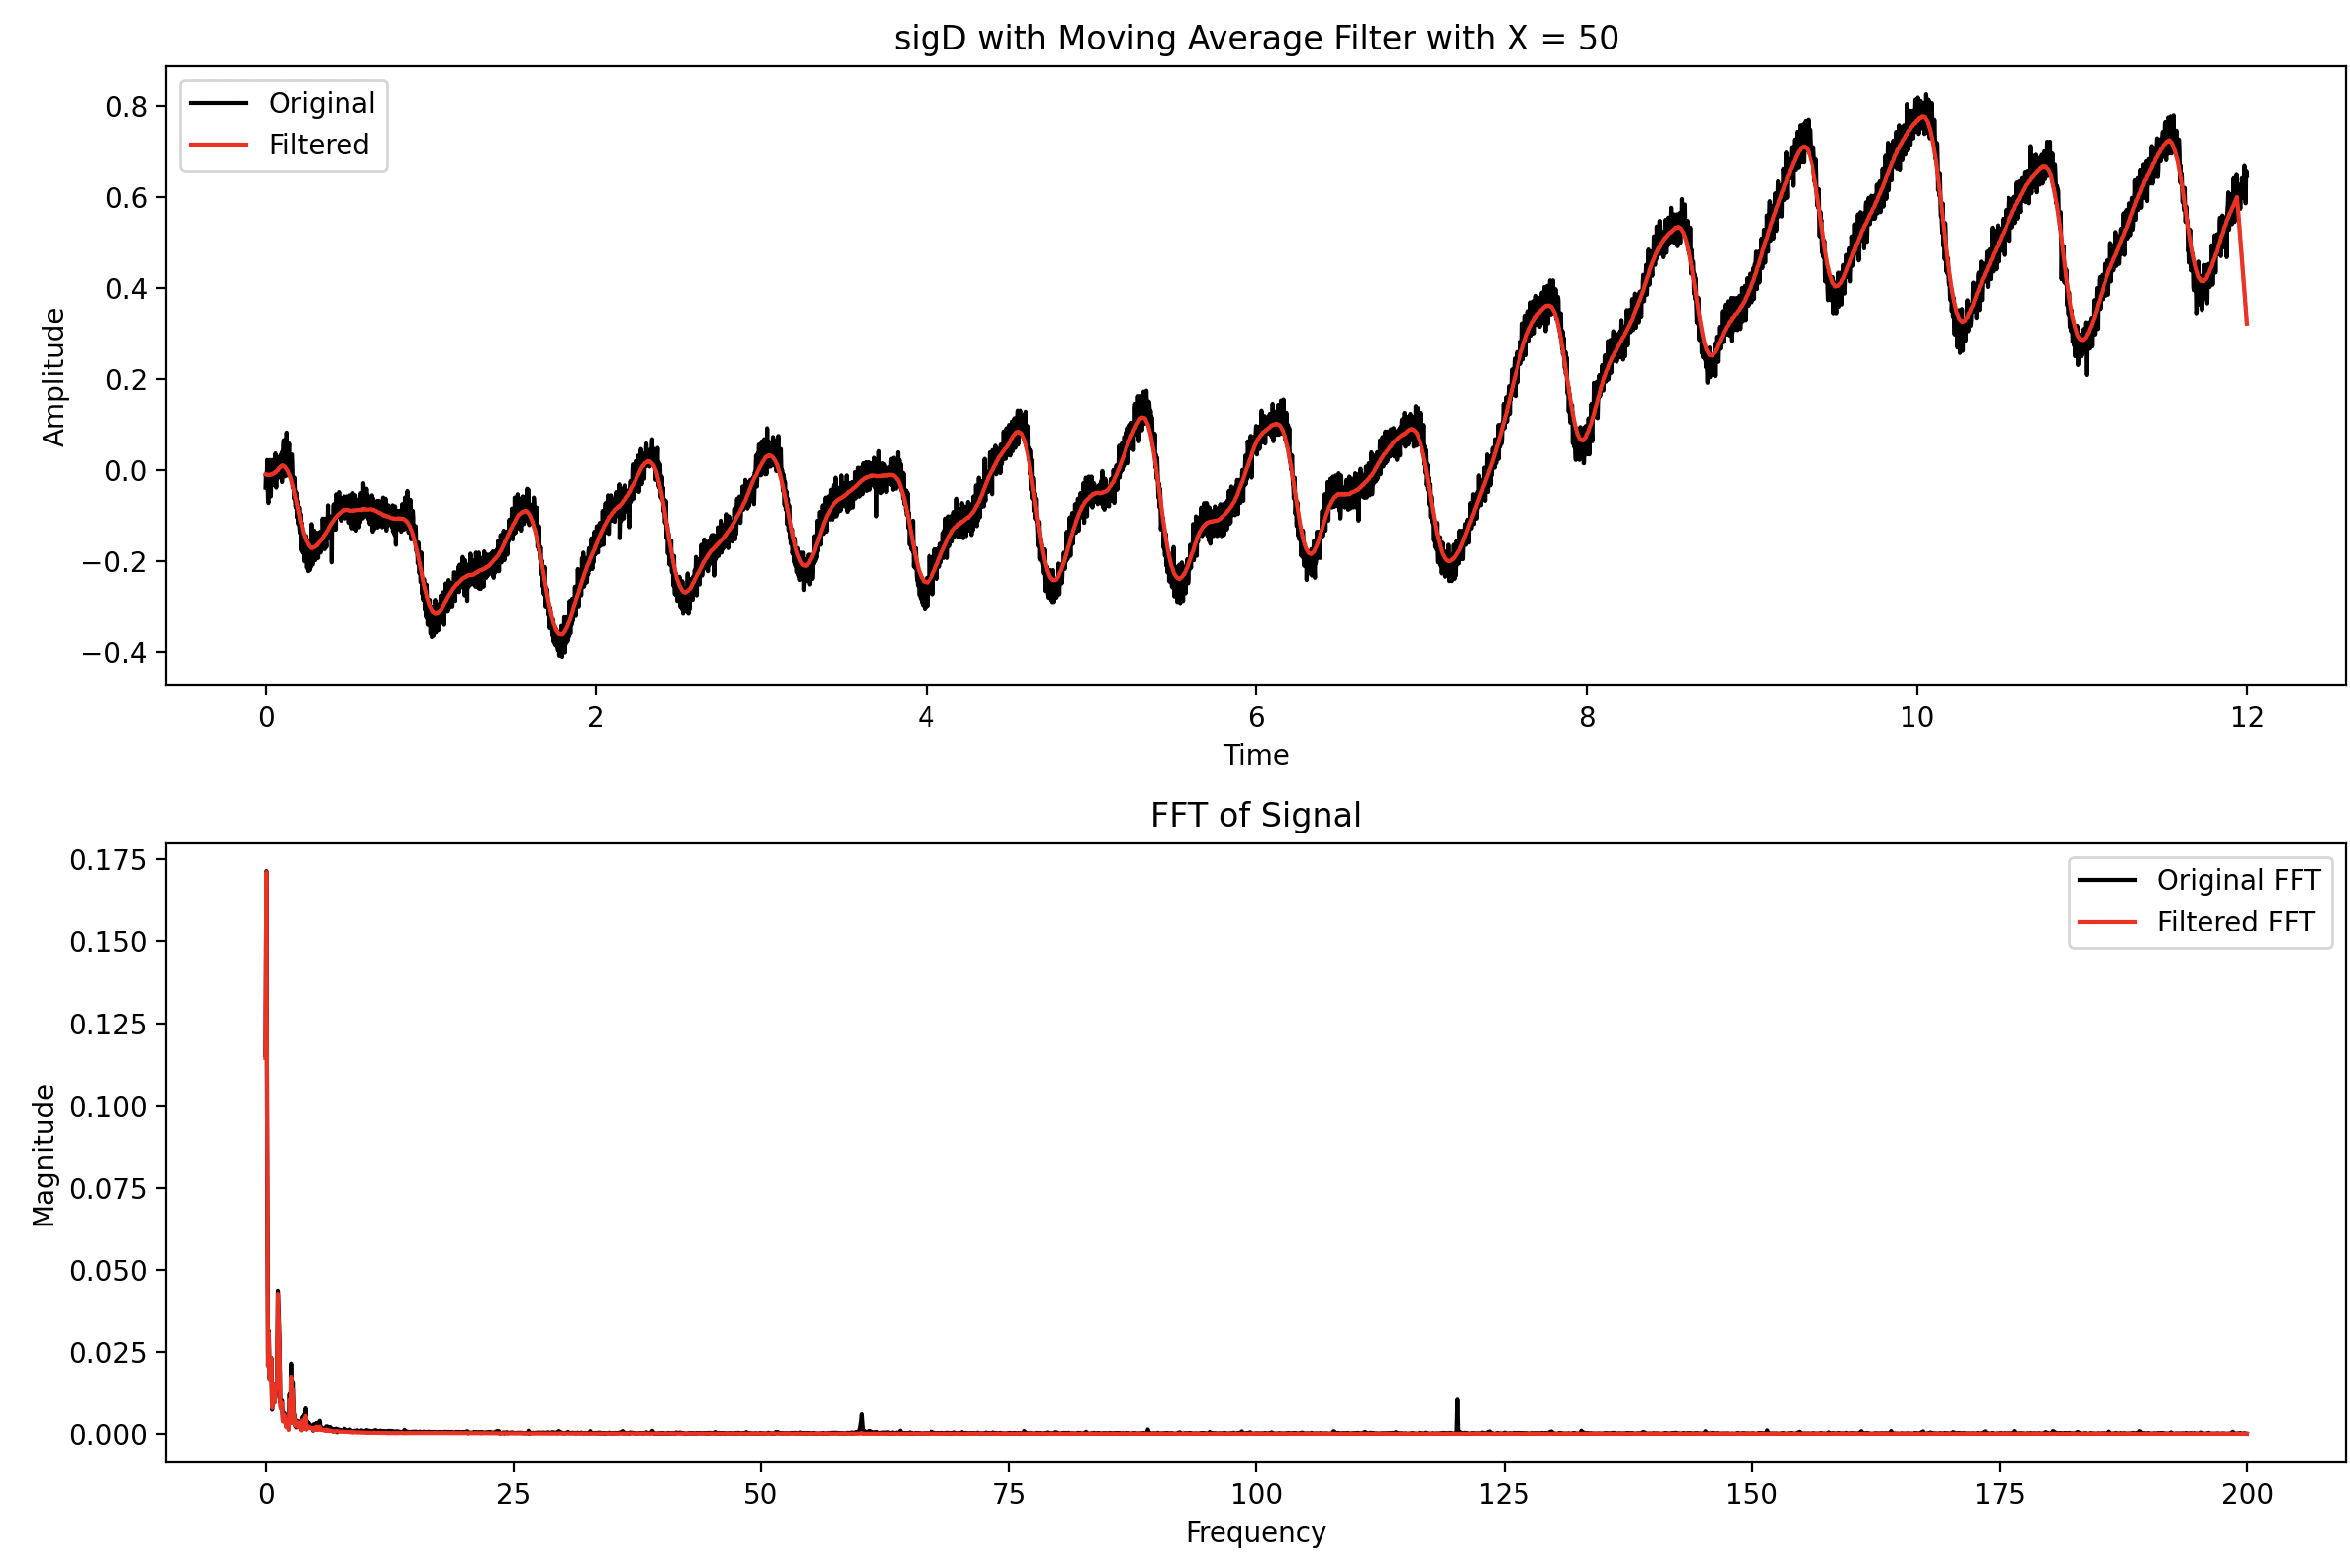 sigD with Moving Average Filter with X = 50
Original
Filtered
0.8
0.6
0.4
0.2
0.0
−0.2
−0.4
Amplitude
0 2 4 6 8 10 12
Time
FFT of Signal
Original FFT
Filtered FFT
0.175
0.150
0.125
0.100
0.075
0.050
0.025
0.000
Magnitude
0 25 50 75 100 125 150 175 200
Frequency